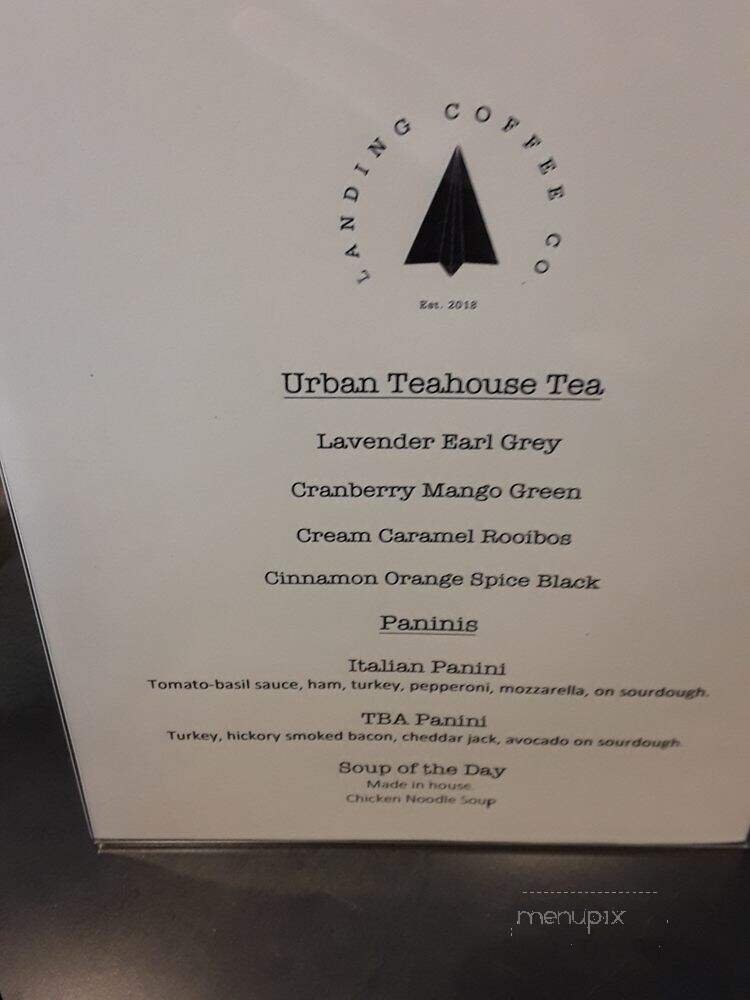 LANDING COFFEE CO
Est. 2018
Urban Teahouse Tea
Lavender Earl Grey
Cranberry Mango Green
Cream Caramel Rooibos
Cinnamon Orange Spice Black
Paninis
Italian Panini
Tomato-basil sauce, ham, turkey, pepperoni, mozzarella, on sourdough.
TBA Panini
Turkey, hickory smoked bacon, cheddar jack, avocado on sourdough.
Soup of the Day
Made in house.
Chicken Noodle Soup
menupix